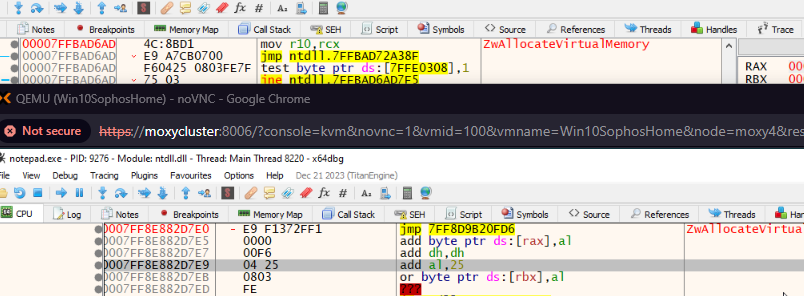 Notes Breakpoints Memory Map Call Stack SEH Script Symbols Source References Threads Handles Trace
00007FFBAD6AD 4C:8BD1 mov r10,rcx ZwAllocateVirtualMemory
00007FFBAD6AD E9 A7CB0700 jmp ntdll.7FFBAD72A38F RAX 00
00007FFBAD6AD F60425 0803FE7F test byte ptr ds:[7FFE0308],1 RBX 000
00007FFBAD6AD 75 03 jne ntdll.7FFBAD6AD7E5
QEMU (Win10SophosHome) - noVNC - Google Chrome
Not secure https://moxycluster:8006/?console=kvm&novnc=1&vmid=100&vmname=Win10SophosHome&node=moxy4&res
notepad.exe - PID: 9276 - Module: ntdll.dll - Thread: Main Thread 8220 - x64dbg
File View Debug Tracing Plugins Favourites Options Help Dec 21 2023 (TitanEngine)
CPU Log Notes Breakpoints Memory Map Call Stack SEH Script Symbols Source References Threads Handles
0007FF8E882D7E0 E9 F1372FF1 jmp 7FF8D9B20FD6 ZwAllocateVirtua
0007FF8E882D7E5 0000 add byte ptr ds:[rax],al
0007FF8E882D7E7 00F6 add dh,dh
0007FF8E882D7E9 04 25 add al,25
0007FF8E882D7EB 0803 or byte ptr ds:[rbx],al
0007FF8E882D7ED FE ???